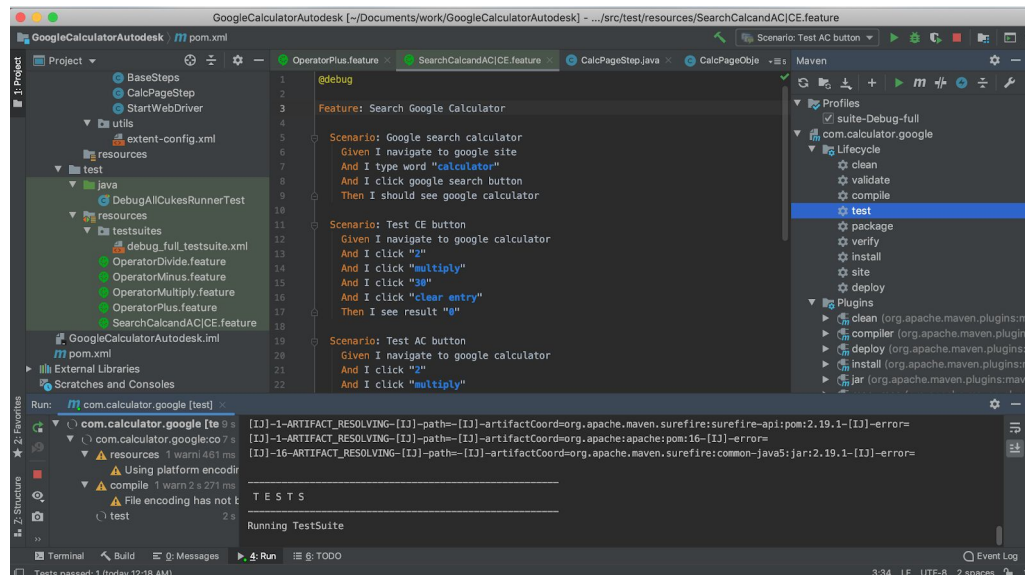 GoogleCalculatorAutodesk [~/Documents/work/GoogleCalculatorAutodesk] - .../src/test/resources/SearchCalcandAC|CE.feature
GoogleCalculatorAutodesk
pom.xml
Scenario: Test AC button
1: Project
Project
BaseSteps
CalcPageStep
StartWebDriver
utils
extent-config.xml
resources
test
java
DebugAllCukesRunnerTest
resources
testsuites
debug_full_testsuite.xml
OperatorDivide.feature
OperatorMinus.feature
OperatorMultiply.feature
OperatorPlus.feature
SearchCalcandAC|CE.feature
GoogleCalculatorAutodesk.iml
pom.xml
External Libraries
Scratches and Consoles
OperatorPlus.feature
SearchCalcandAC|CE.feature
CalcPageStep.java
CalcPageObje
1 @debug
2
3 Feature: Search Google Calculator
4
5 Scenario: Google search calculator
6 Given I navigate to google site
7 And I type word "calculator"
8 And I click google search button
9 Then I should see google calculator
10
11 Scenario: Test CE button
12 Given I navigate to google calculator
13 And I click "2"
14 And I click "multiply"
15 And I click "30"
16 And I click "clear entry"
17 Then I see result "0"
18
19 Scenario: Test AC button
20 Given I navigate to google calculator
21 And I click "2"
22 And I click "multiply"
Maven
Profiles
suite-Debug-full
com.calculator.google
Lifecycle
clean
validate
compile
test
package
verify
install
site
deploy
Plugins
clean (org.apache.maven.plugins:m
compiler (org.apache.maven.plugin
deploy (org.apache.maven.plugins:
install (org.apache.maven.plugins:
jar (org.apache.maven.plugins:mav
2: Favorites
Z: Structure
Run: com.calculator.google [test]
com.calculator.google [te 9 s
com.calculator.google:co 7 s
resources 1 warni 461 ms
Using platform encodir
compile 1 warn 2 s 271 ms
File encoding has not b
test 2 s
[IJ]-1-ARTIFACT_RESOLVING-[IJ]-path=-[IJ]-artifactCoord=org.apache.maven.surefire:surefire-api:pom:2.19.1-[IJ]-error=
[IJ]-1-ARTIFACT_RESOLVING-[IJ]-path=-[IJ]-artifactCoord=org.apache:apache:pom:16-[IJ]-error=
[IJ]-16-ARTIFACT_RESOLVING-[IJ]-path=-[IJ]-artifactCoord=org.apache.maven.surefire:common-java5:jar:2.19.1-[IJ]-error=
T E S T S
Running TestSuite
Terminal
Build
0: Messages
4: Run
6: TODO
Event Log
Tests passed: 1 (today 12:18 AM)
3:34 LF UTF-8 2 spaces